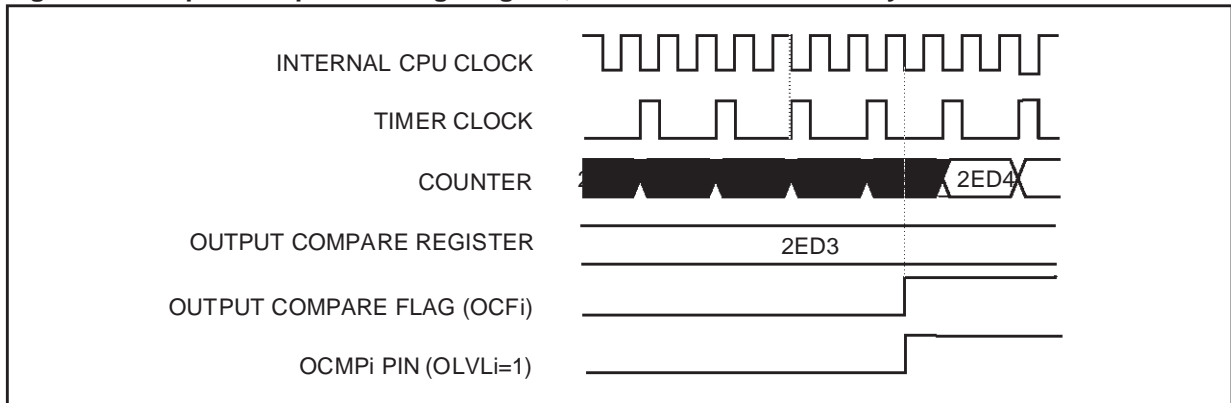 INTERNAL CPU CLOCK
TIMER CLOCK
COUNTER
2ED4
OUTPUT COMPARE REGISTER
2ED3
OUTPUT COMPARE FLAG (OCFi)
OCMPi PIN (OLVLi=1)